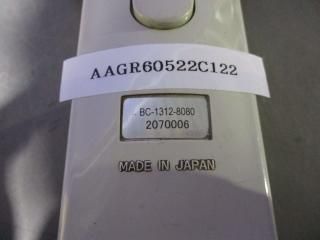 AAGR60522C122
BC-1312-8080
2070006
MADE IN JAPAN